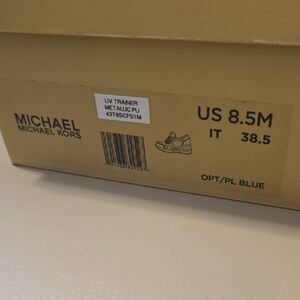 MICHAEL
MICHAEL KORS
LIV TRAINER
METALLIC PU
43T8SCFS1M
US 8.5M
IT 38.5
OPT/PL BLUE